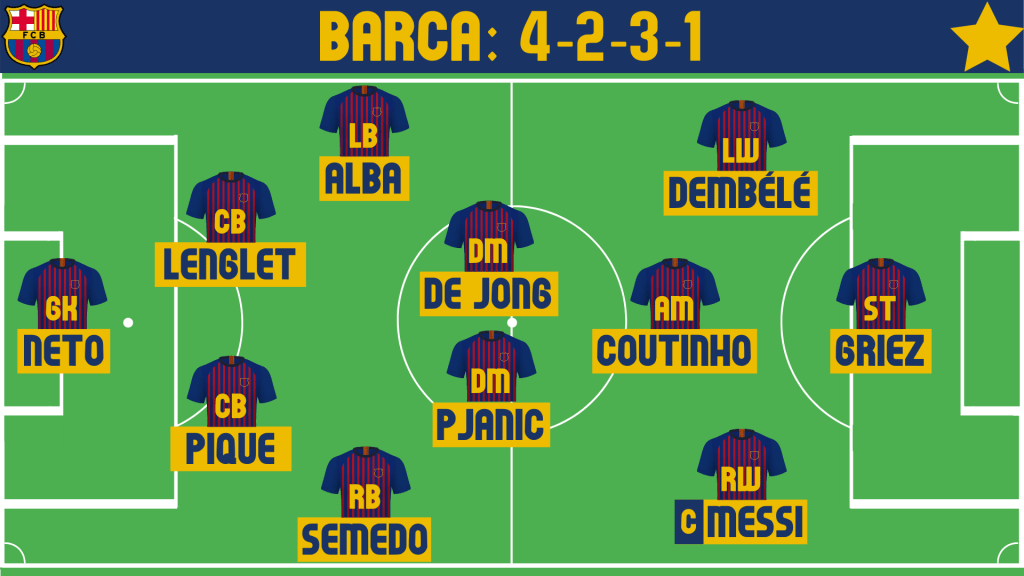 FCB
BARCA: 4-2-3-1
LB
ALBA
LW
DEMBÉLÉ
CB
LENGLET
DM
DE JONG
GK
NETO
AM
COUTINHO
ST
GRIEZ
CB
PIQUE
DM
PJANIC
RB
SEMEDO
RW
C MESSI